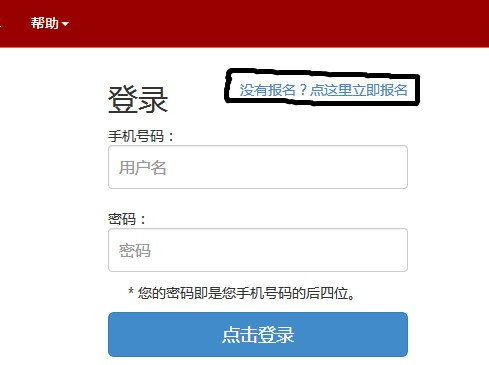 帮助
没有报名？点这里立即报名
登录
手机号码：
用户名
密码：
密码
* 您的密码即是您手机号码的后四位。
点击登录